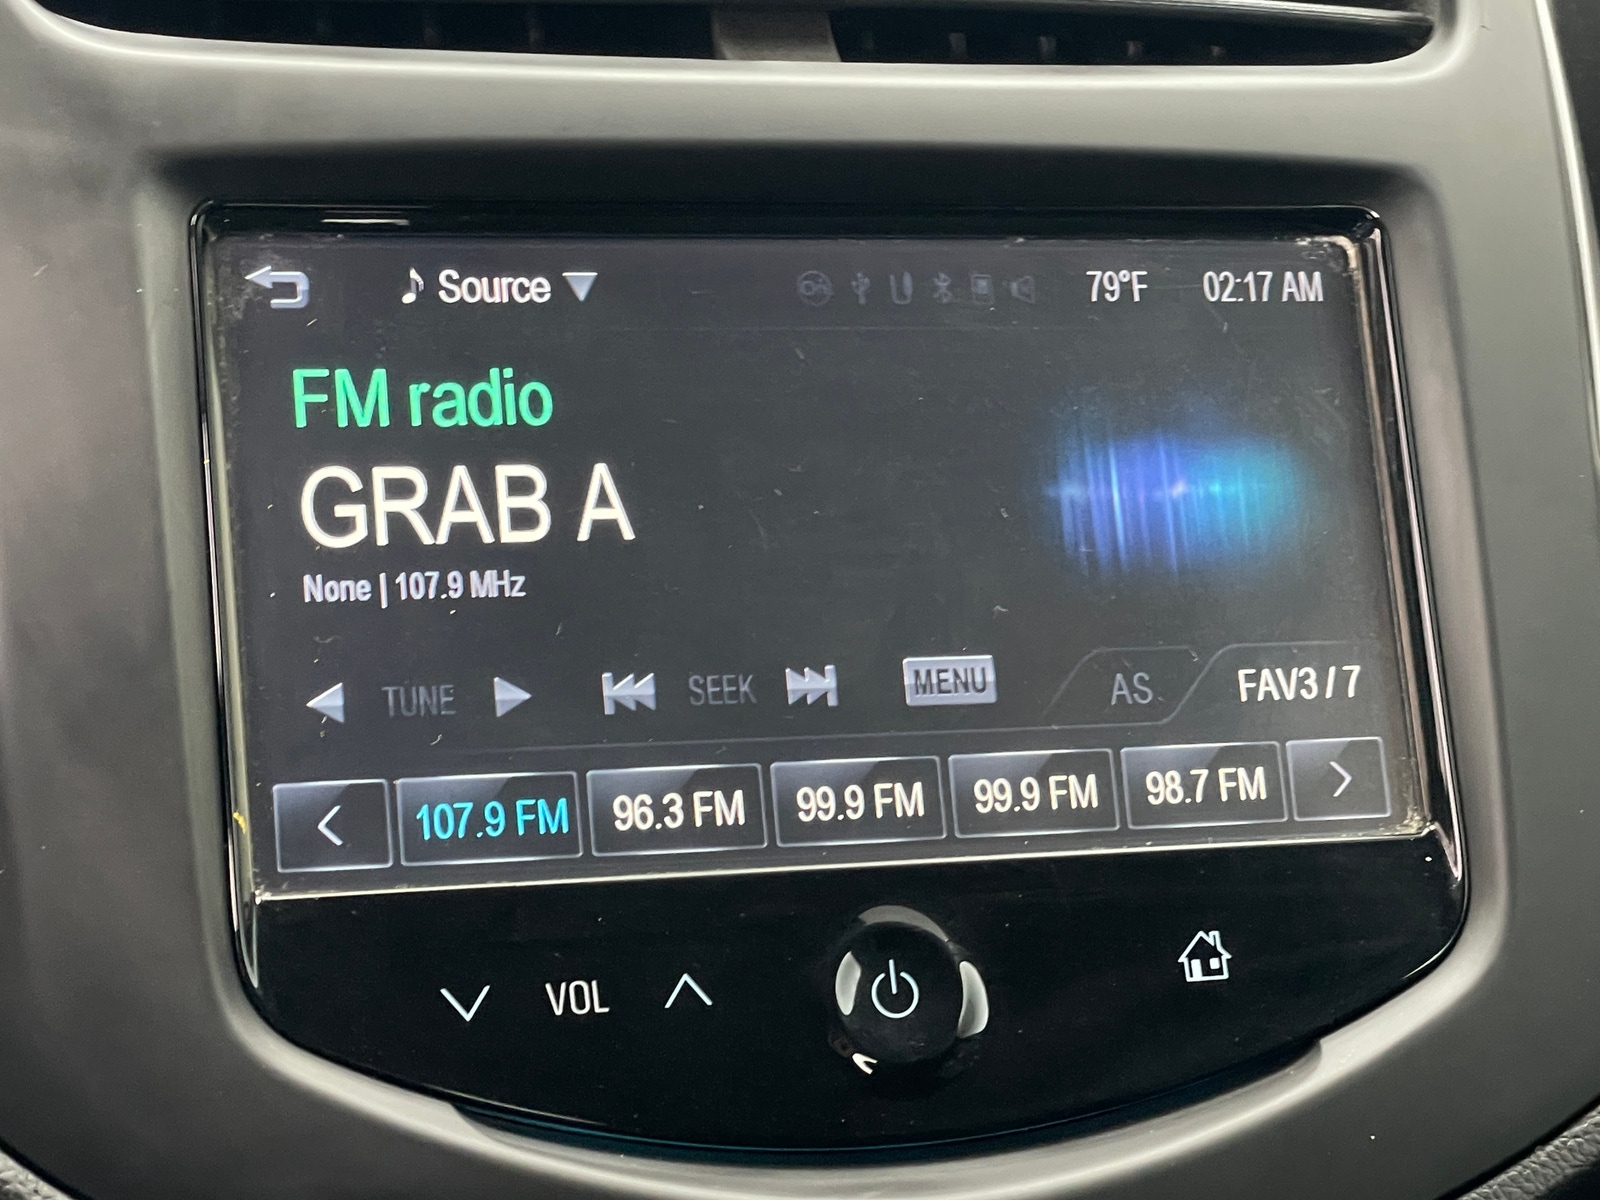 Source 79°F 02:17 AM
FM radio
GRAB A
None | 107.9 MHz
TUNE SEEK MENU AS FAV3 / 7
107.9 FM 96.3 FM 99.9 FM 99.9 FM 98.7 FM
VOL